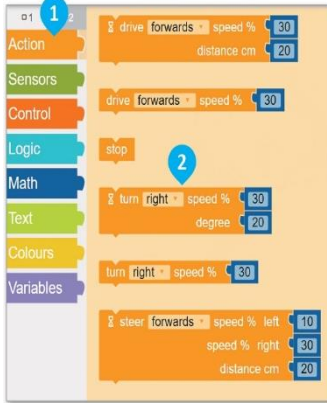 1 2
1
Action
Sensors
Control
Logic
Math
Text
Colours
Variables
drive forwards speed % 30
distance cm 20
drive forwards speed % 30
stop
2
turn right speed % 30
degree 20
turn right speed % 30
steer forwards speed % left 10
speed % right 30
distance cm 20